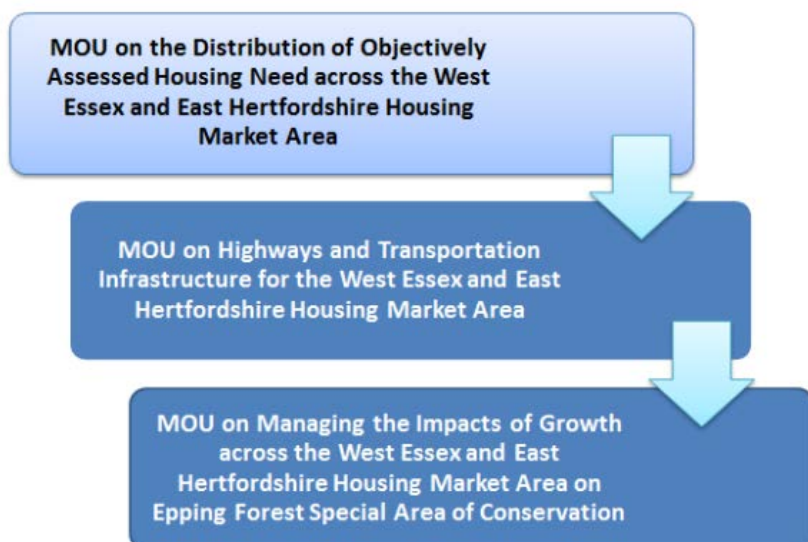 MOU on the Distribution of Objectively
Assessed Housing Need across the West
Essex and East Hertfordshire Housing
Market Area
MOU on Highways and Transportation
Infrastructure for the West Essex and East
Hertfordshire Housing Market Area
MOU on Managing the Impacts of Growth
across the West Essex and East
Hertfordshire Housing Market Area on
Epping Forest Special Area of Conservation